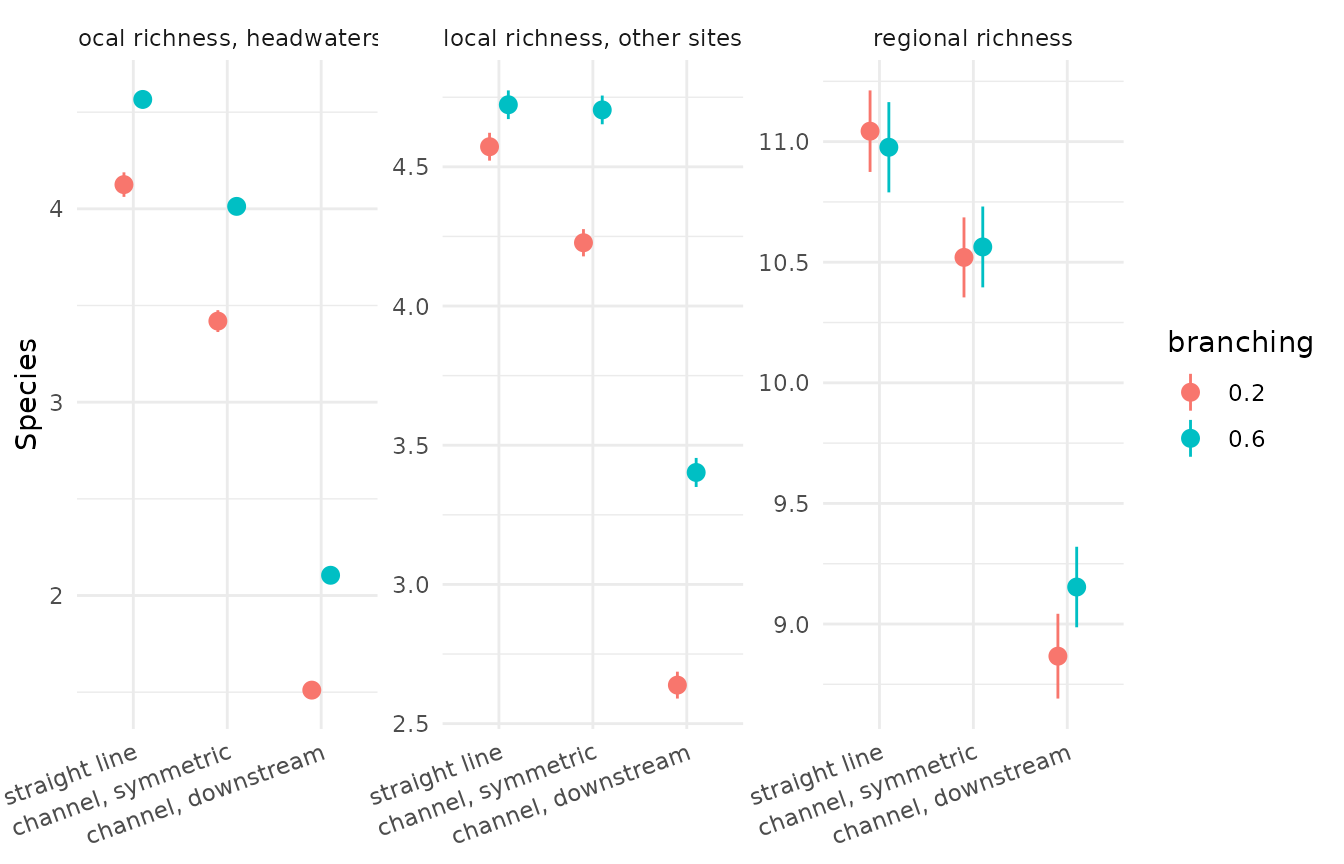 ocal richness, headwaters
local richness, other sites
regional richness
Species
4
3
2
4.5
4.0
3.5
3.0
2.5
11.0
10.5
10.0
9.5
9.0
straight line
channel, symmetric
channel, downstream
straight line
channel, symmetric
channel, downstream
straight line
channel, symmetric
channel, downstream
branching
0.2
0.6